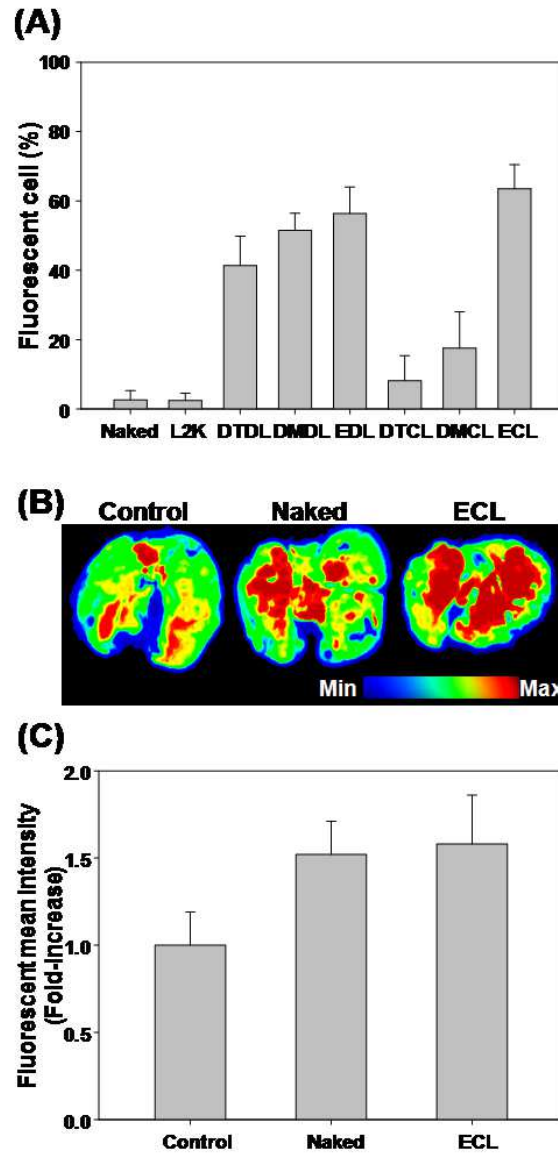 (A)
Fluorescent cell (%)
100
80
60
40
20
0
Naked L2K DTDL DMDL EDL DTCL DMCL ECL
(B)
Control Naked ECL
Min Max
(C)
Fluorescent mean intensity
(Fold-increase)
2.0
1.5
1.0
0.5
0.0
Control Naked ECL